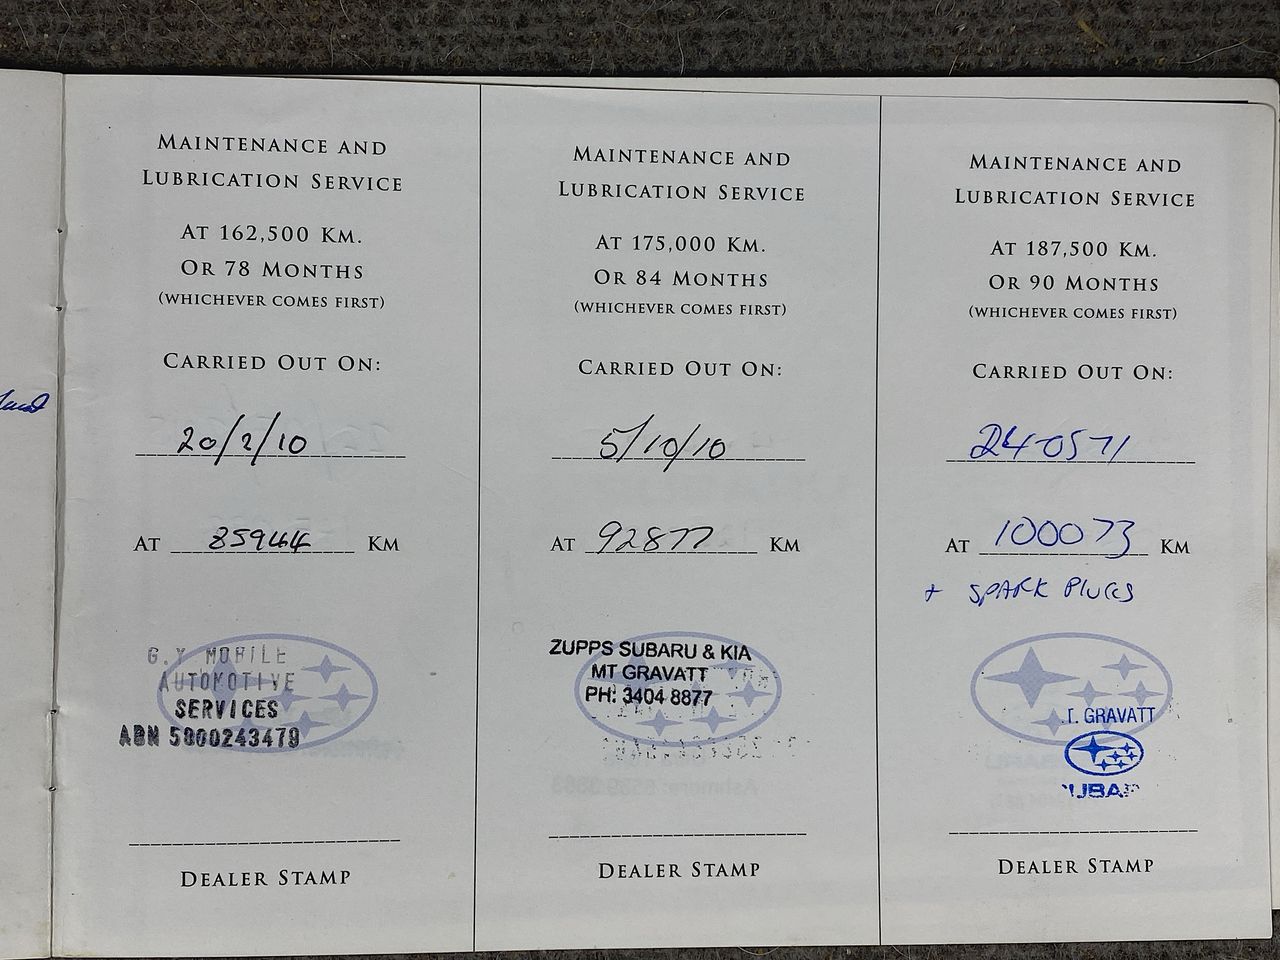 MAINTENANCE AND
LUBRICATION SERVICE
AT 162,500 KM.
OR 78 MONTHS
(WHICHEVER COMES FIRST)
CARRIED OUT ON:
20/2/10
AT 85944 KM
G.Y MOBILE
AUTOMOTIVE
SERVICES
ABN 5000243479
DEALER STAMP
MAINTENANCE AND
LUBRICATION SERVICE
AT 175,000 KM.
OR 84 MONTHS
(WHICHEVER COMES FIRST)
CARRIED OUT ON:
5/10/10
AT 92877 KM
ZUPPS SUBARU & KIA
MT GRAVATT
PH: 3404 8877
DEALER STAMP
MAINTENANCE AND
LUBRICATION SERVICE
AT 187,500 KM.
OR 90 MONTHS
(WHICHEVER COMES FIRST)
CARRIED OUT ON:
240571
AT 100073 KM
+ SPARK PLUGS
T. GRAVATT
UBAR
DEALER STAMP